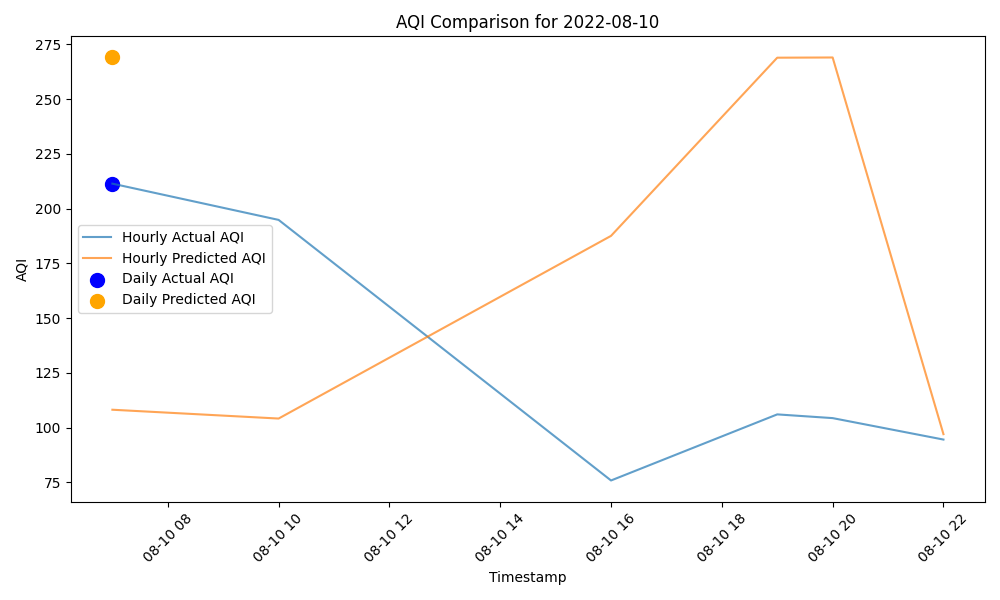 AQI Comparison for 2022-08-10
275
250
225
200
175
150
125
100
75
AQI
Hourly Actual AQI
Hourly Predicted AQI
Daily Actual AQI
Daily Predicted AQI
08-10 08
08-10 10
08-10 12
08-10 14
08-10 16
08-10 18
08-10 20
08-10 22
Timestamp